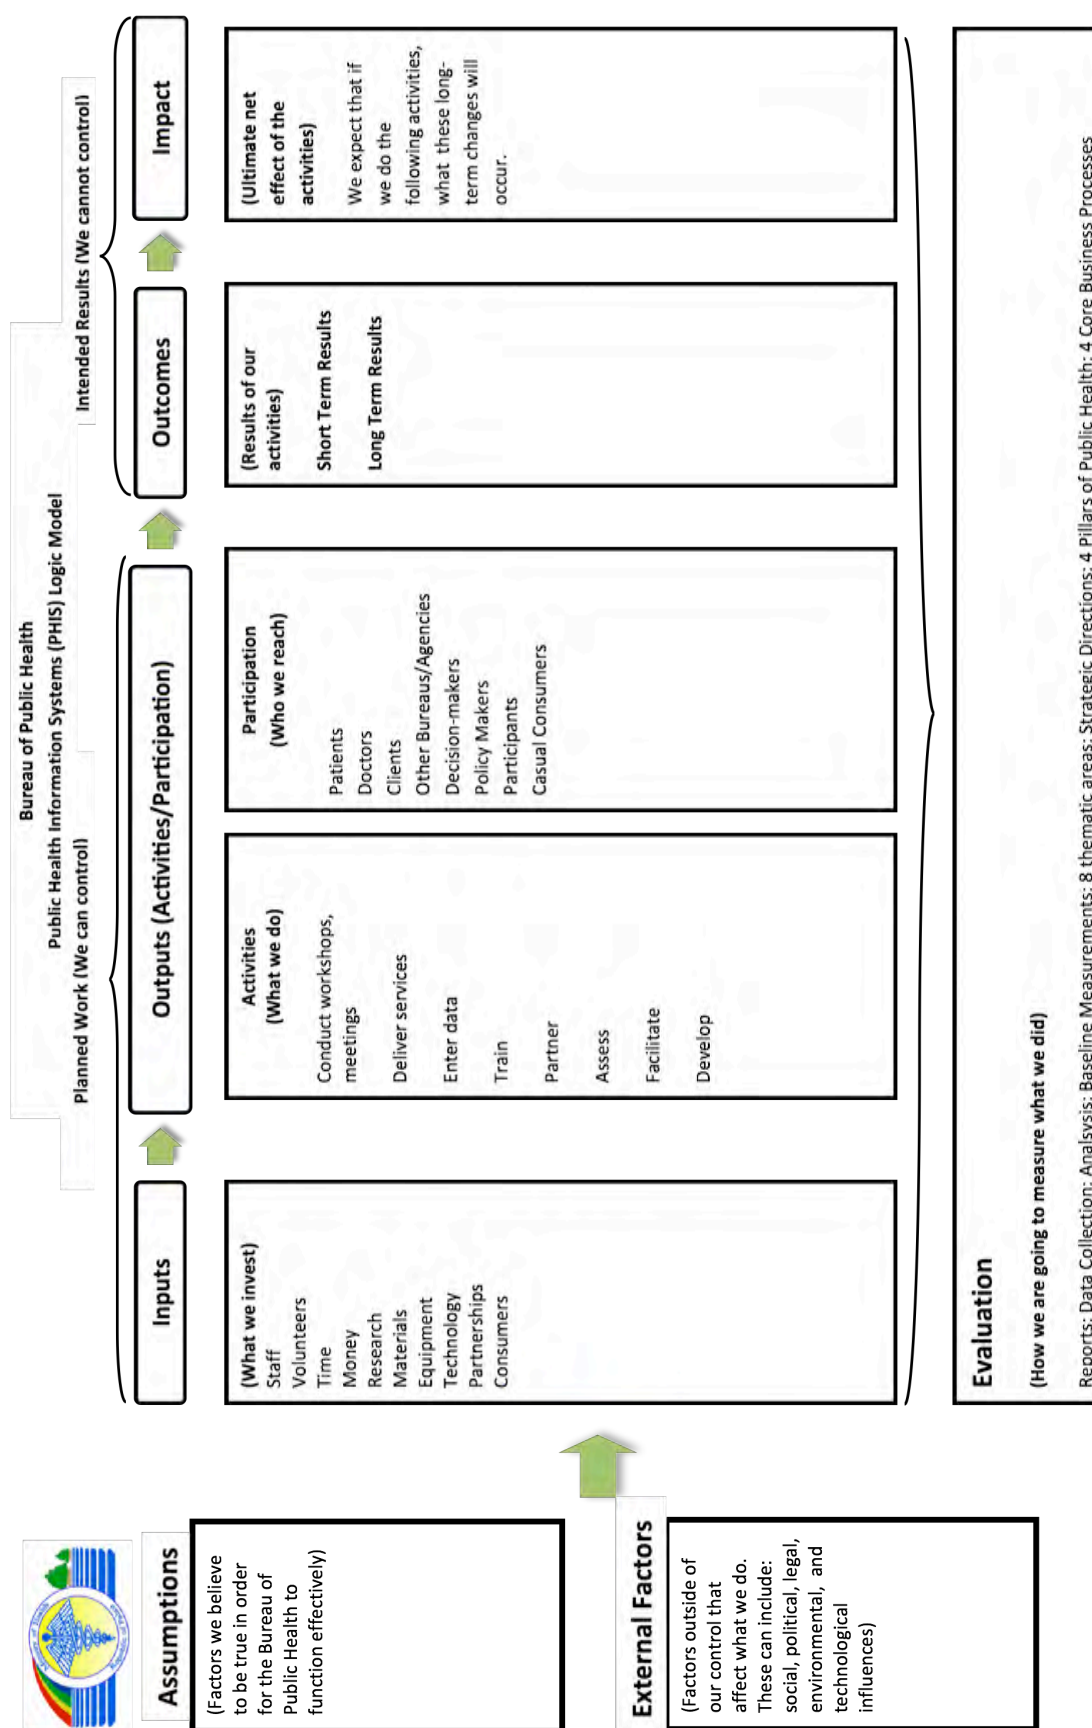 Bureau of Public Health
Public Health Information Systems (PHIS) Logic Model
Planned Work (We can control)
Intended Results (We cannot control)
Inputs
Outputs (Activities/Participation)
Outcomes
Impact
Assumptions
(Factors we believe
to be true in order
for the Bureau of
Public Health to
function effectively)
External Factors
(Factors outside of
our control that
affect what we do.
These can include:
social, political, legal,
environmental, and
technological
influences)
(What we invest)
Staff
Volunteers
Time
Money
Research
Materials
Equipment
Technology
Partnerships
Consumers
Activities
(What we do)
Conduct workshops,
meetings
Deliver services
Enter data
Train
Partner
Assess
Facilitate
Develop
Participation
(Who we reach)
Patients
Doctors
Clients
Other Bureaus/Agencies
Decision-makers
Policy Makers
Participants
Casual Consumers
(Results of our
activities)
Short Term Results
Long Term Results
(Ultimate net
effect of the
activities)
We expect that if
we do the
following activities,
what these long-
term changes will
occur.
Evaluation
(How we are going to measure what we did)
Reports; Data Collection; Analsysis; Baseline Measurements; 8 thematic areas; Strategic Directions; 4 Pillars of Public Health; 4 Core Business Processes